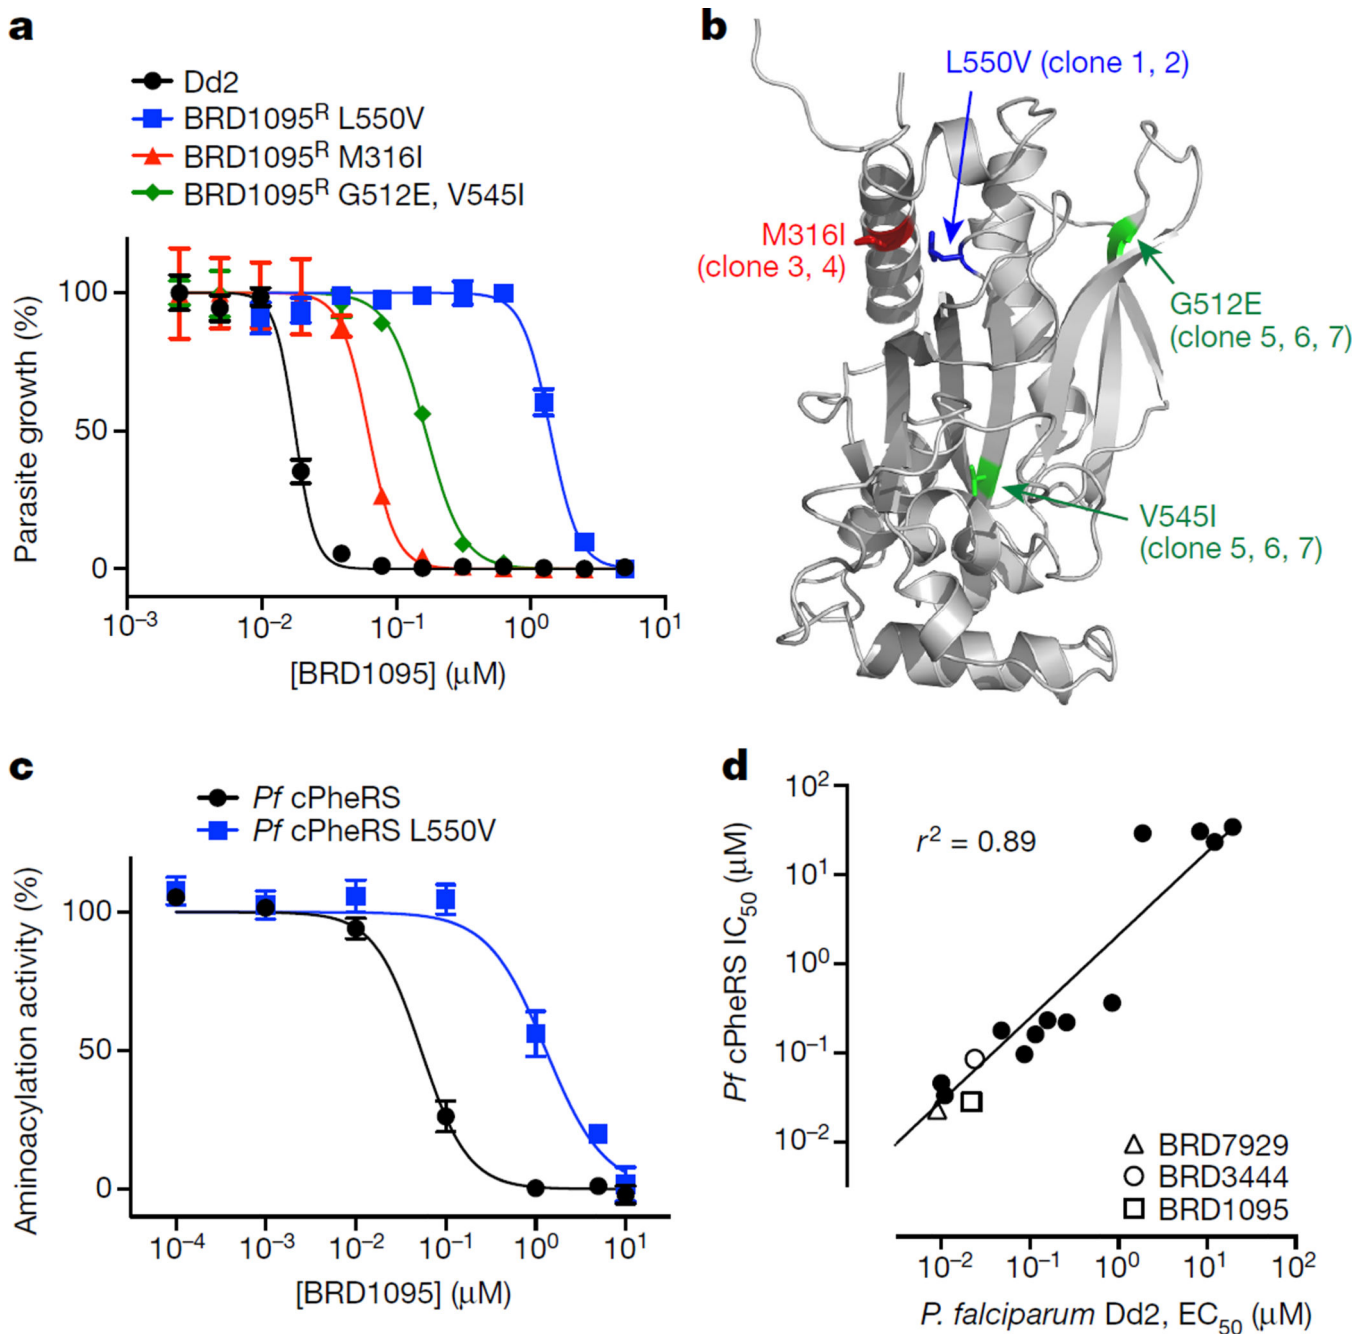 a
Dd2
BRD1095ᴿ L550V
BRD1095ᴿ M316I
BRD1095ᴿ G512E, V545I
Parasite growth (%)
100
50
0
10⁻³ 10⁻² 10⁻¹ 10⁰ 10¹
[BRD1095] (μM)
b
L550V (clone 1, 2)
M316I
(clone 3, 4)
G512E
(clone 5, 6, 7)
V545I
(clone 5, 6, 7)
c
Pf cPheRS
Pf cPheRS L550V
Aminoacylation activity (%)
100
50
0
10⁻⁴ 10⁻³ 10⁻² 10⁻¹ 10⁰ 10¹
[BRD1095] (μM)
d
Pf cPheRS IC₅₀ (μM)
10²
10¹
10⁰
10⁻¹
10⁻²
r² = 0.89
BRD7929
BRD3444
BRD1095
10⁻² 10⁻¹ 10⁰ 10¹ 10²
P. falciparum Dd2, EC₅₀ (μM)